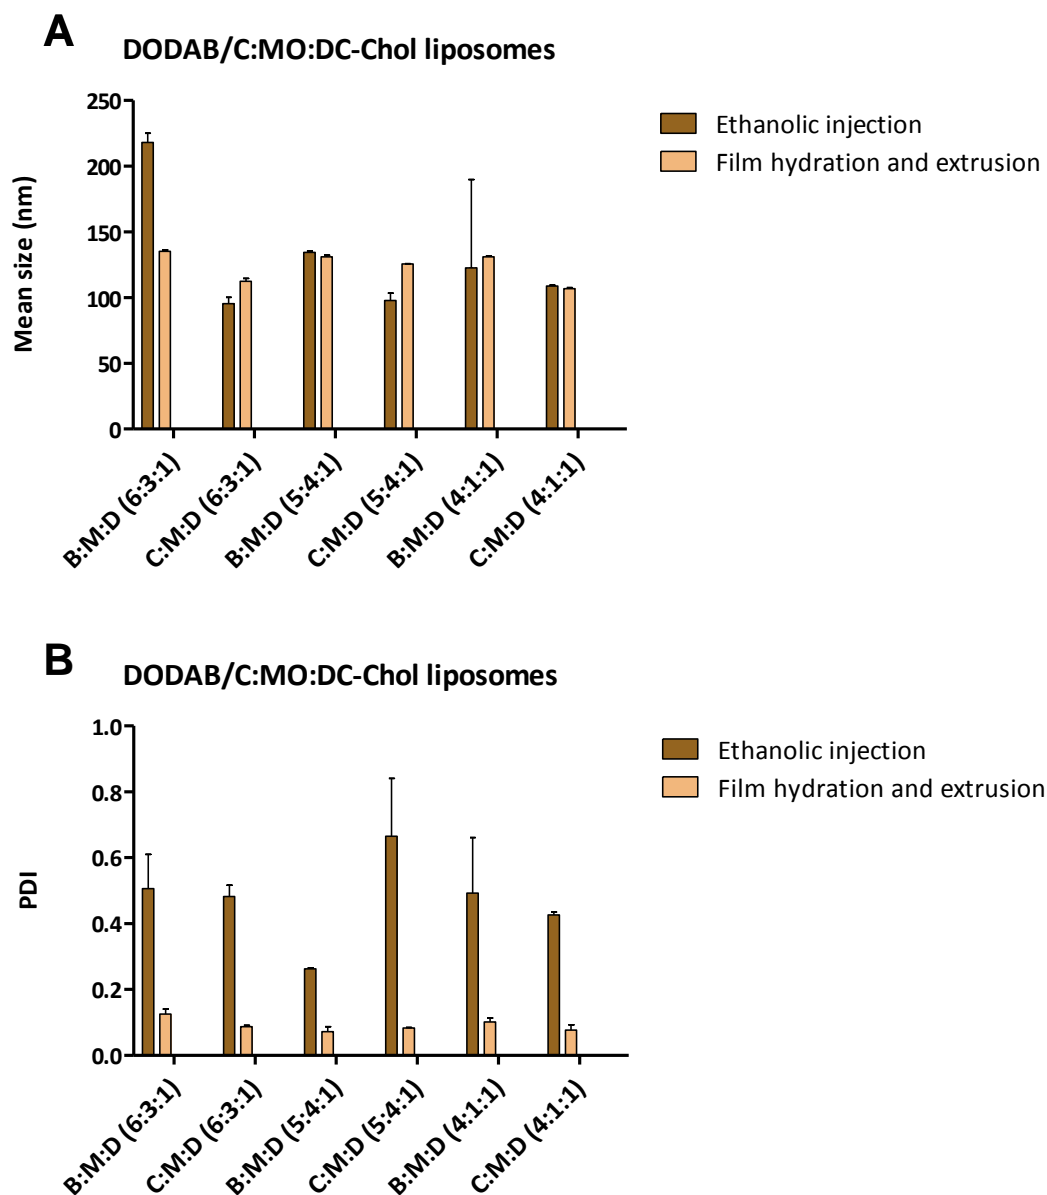 A
DODAB/C:MO:DC-Chol liposomes
250
200
150
100
50
0
Mean size (nm)
Ethanolic injection
Film hydration and extrusion
B:M:D (6:3:1)
C:M:D (6:3:1)
B:M:D (5:4:1)
C:M:D (5:4:1)
B:M:D (4:1:1)
C:M:D (4:1:1)
B
DODAB/C:MO:DC-Chol liposomes
1.0
0.8
0.6
0.4
0.2
0.0
PDI
Ethanolic injection
Film hydration and extrusion
B:M:D (6:3:1)
C:M:D (6:3:1)
B:M:D (5:4:1)
C:M:D (5:4:1)
B:M:D (4:1:1)
C:M:D (4:1:1)